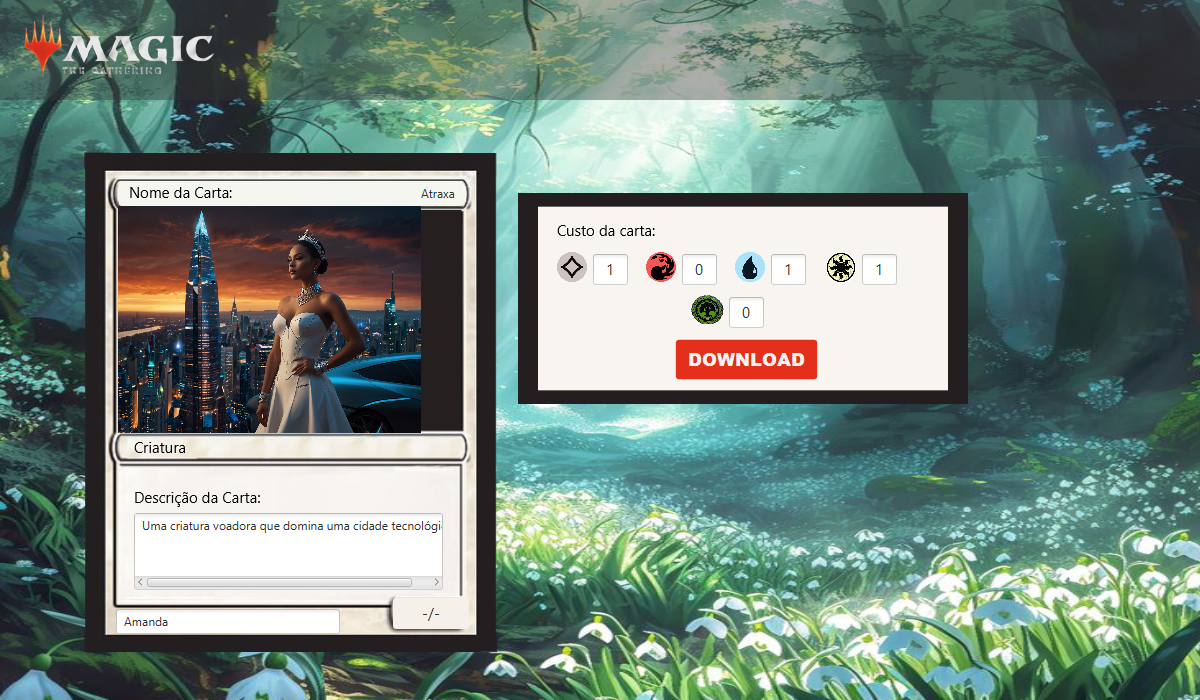 MAGIC
THE GATHERING
Nome da Carta: Atraxa
Criatura
Descrição da Carta:
Uma criatura voadora que domina uma cidade tecnológi
Amanda
-/-
Custo da carta:
1 0 1 1
0
DOWNLOAD